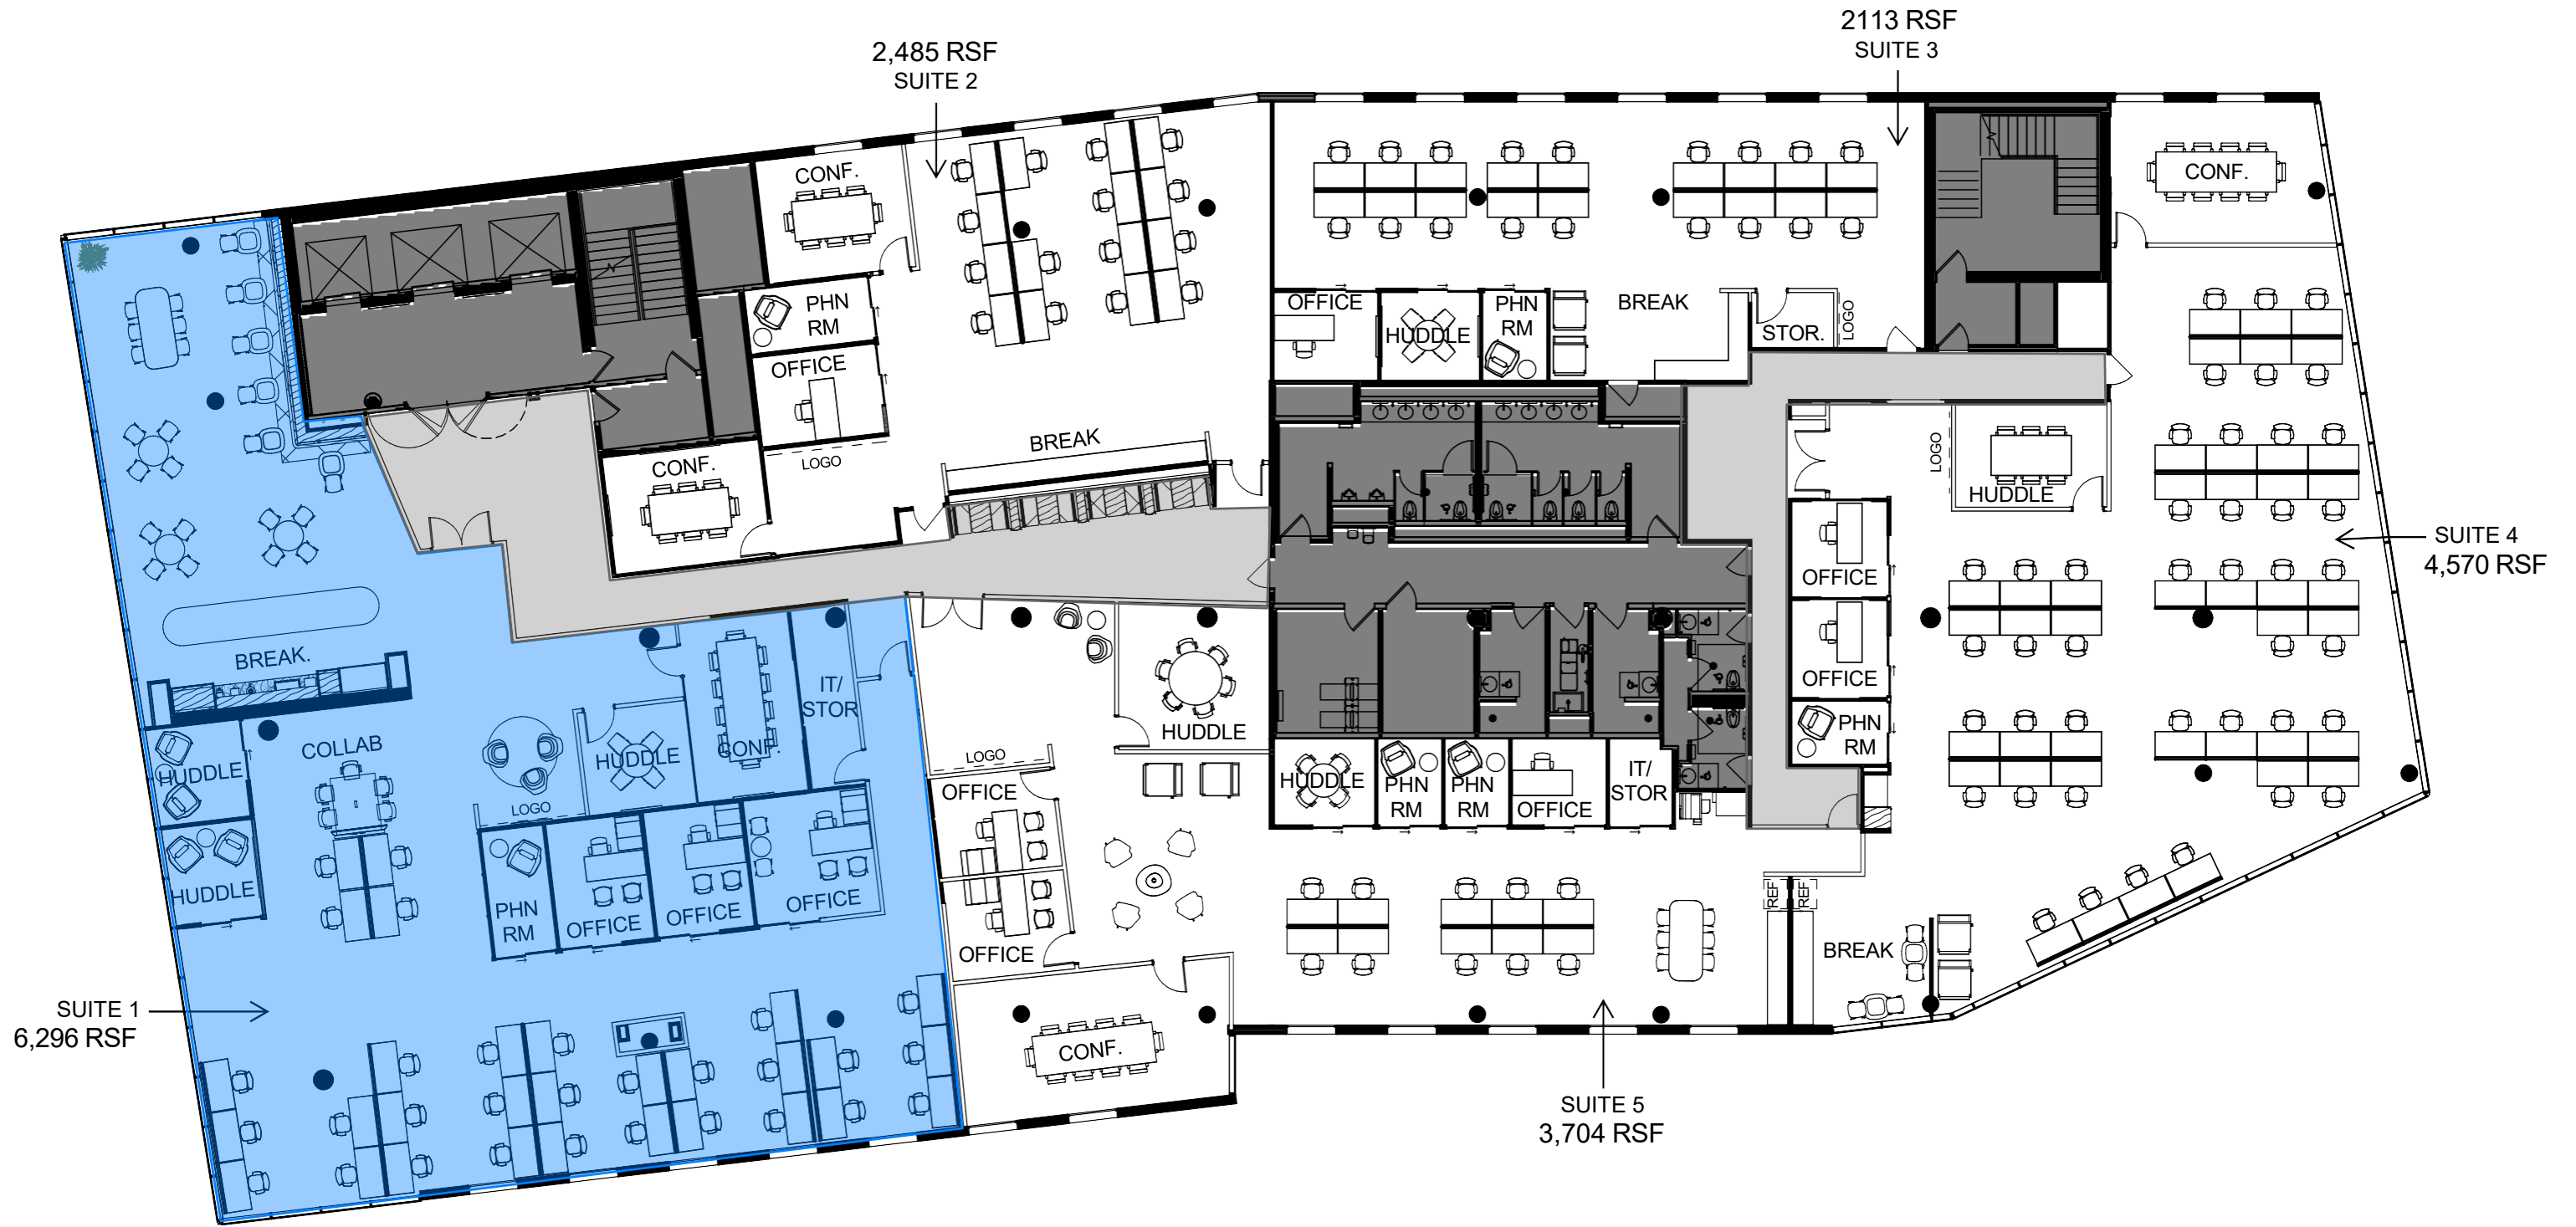 2,485 RSF
SUITE 2
2113 RSF
SUITE 3
CONF.
PHN
RM
OFFICE
LOGO
CONF.
BREAK
OFFICE
HUDDLE
PHN
RM
BREAK
STOR.
LOGO
CONF.
LOGO
HUDDLE
OFFICE
OFFICE
PHN
RM
SUITE 4
4,570 RSF
BREAK.
COLLAB
HUDDLE
HUDDLE
LOGO
HUDDLE
CONF.
IT/
STOR
PHN
RM
OFFICE
OFFICE
OFFICE
SUITE 1
6,296 RSF
LOGO
HUDDLE
OFFICE
OFFICE
CONF.
HUDDLE
PHN
RM
PHN
RM
OFFICE
IT/
STOR
REF
REF
BREAK
SUITE 5
3,704 RSF